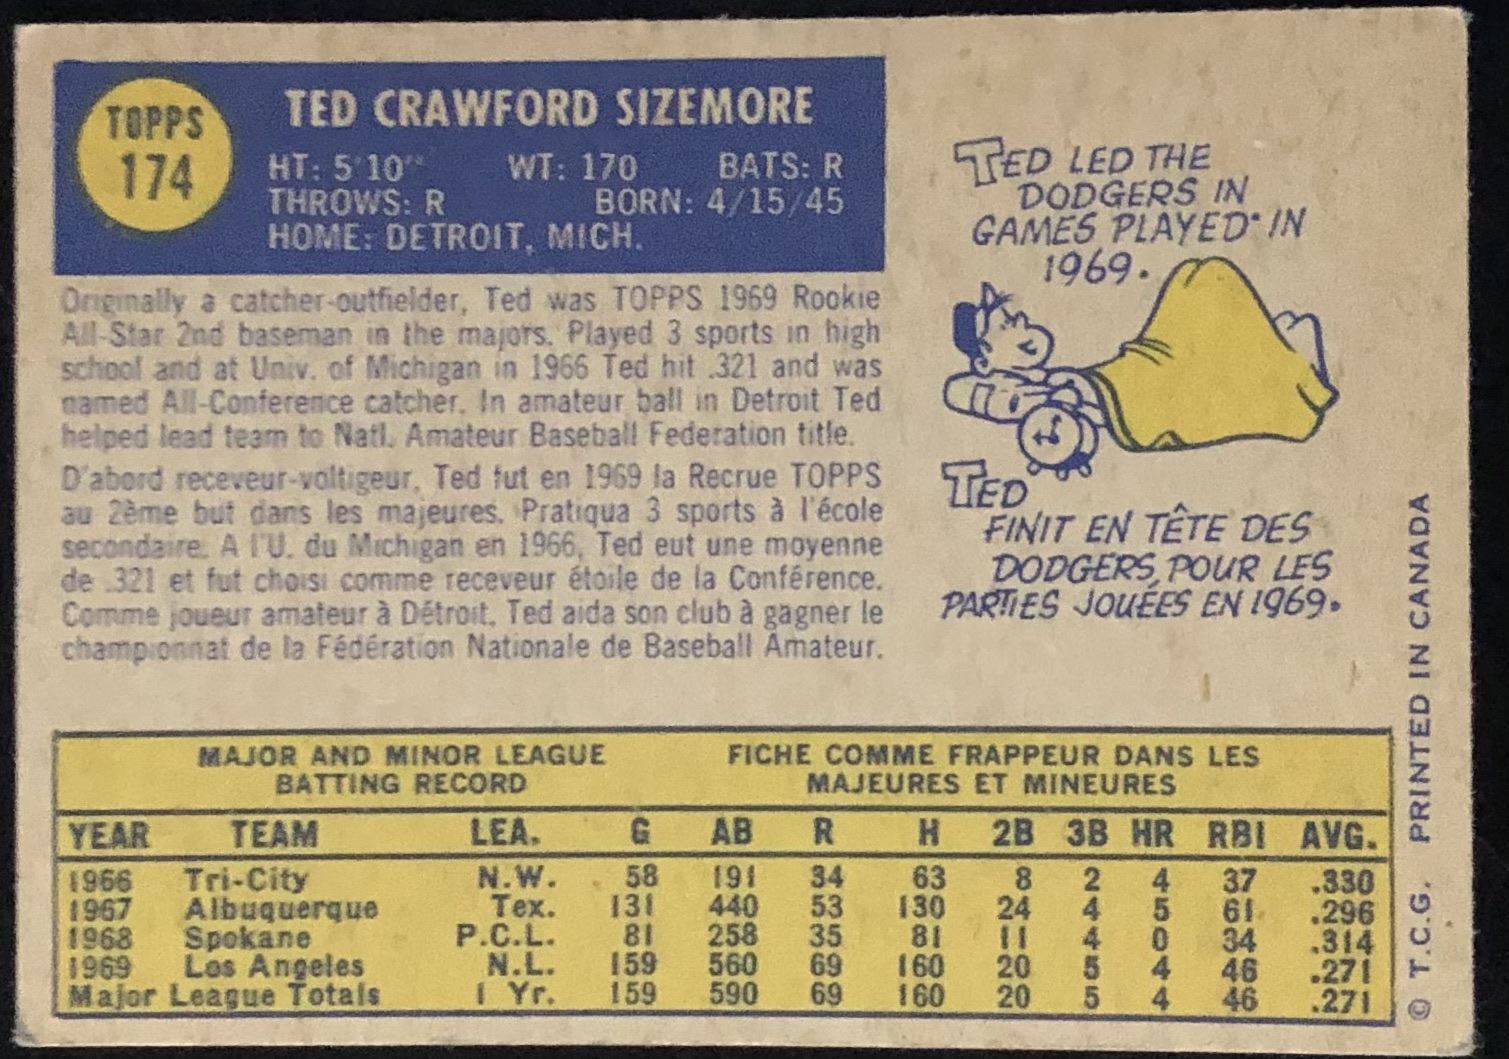 TOPPS
174
TED CRAWFORD SIZEMORE
HT: 5'10" WT: 170 BATS: R
THROWS: R BORN: 4/15/45
HOME: DETROIT, MICH.
Originally a catcher-outfielder, Ted was TOPPS 1969 Rookie
All-Star 2nd baseman in the majors. Played 3 sports in high
school and at Univ. of Michigan in 1966 Ted hit .321 and was
named All-Conference catcher. In amateur ball in Detroit Ted
helped lead team to Natl. Amateur Baseball Federation title.
D'abord receveur-voltigeur, Ted fut en 1969 la Recrue TOPPS
au 2ème but dans les majeures. Pratiqua 3 sports à l'école
secondaire. A l'U. du Michigan en 1966, Ted eut une moyenne
de .321 et fut choisi comme receveur étoile de la Conférence.
Comme joueur amateur à Détroit, Ted aida son club à gagner le
championnat de la Fédération Nationale de Baseball Amateur.
TED LED THE
DODGERS IN
GAMES PLAYED IN
1969.
TED
FINIT EN TÊTE DES
DODGERS, POUR LES
PARTIES JOUÉES EN 1969.
MAJOR AND MINOR LEAGUE
BATTING RECORD
FICHE COMME FRAPPEUR DANS LES
MAJEURES ET MINEURES
YEAR TEAM LEA. G AB R H 2B 3B HR RBI AVG.
1966 Tri-City N.W. 58 191 34 63 8 2 4 37 .330
1967 Albuquerque Tex. 131 440 53 130 24 4 5 61 .296
1968 Spokane P.C.L. 81 258 35 81 11 4 0 34 .314
1969 Los Angeles N.L. 159 560 69 160 20 5 4 46 .271
Major League Totals 1 Yr. 159 590 69 160 20 5 4 46 .271
© T.C.G. PRINTED IN CANADA